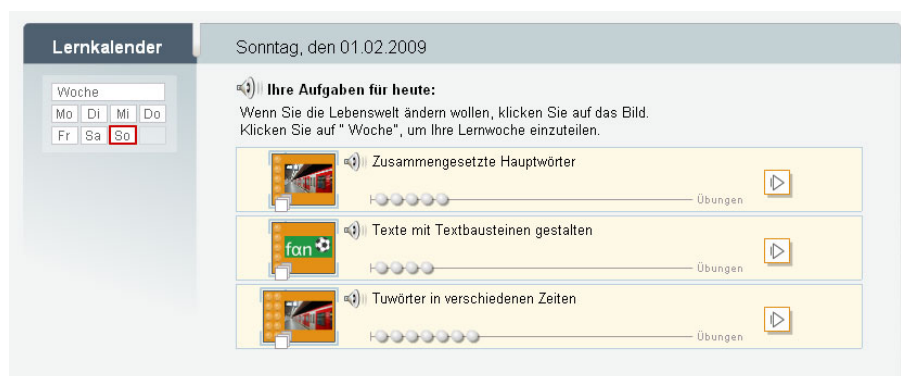 Lernkalender
Sonntag, den 01.02.2009
Woche
Mo Di Mi Do
Fr Sa So
Ihre Aufgaben für heute:
Wenn Sie die Lebenswelt ändern wollen, klicken Sie auf das Bild.
Klicken Sie auf " Woche", um Ihre Lernwoche einzuteilen.
Zusammengesetzte Hauptwörter
Übungen
Texte mit Textbausteinen gestalten
fan
Übungen
Tuwörter in verschiedenen Zeiten
Übungen